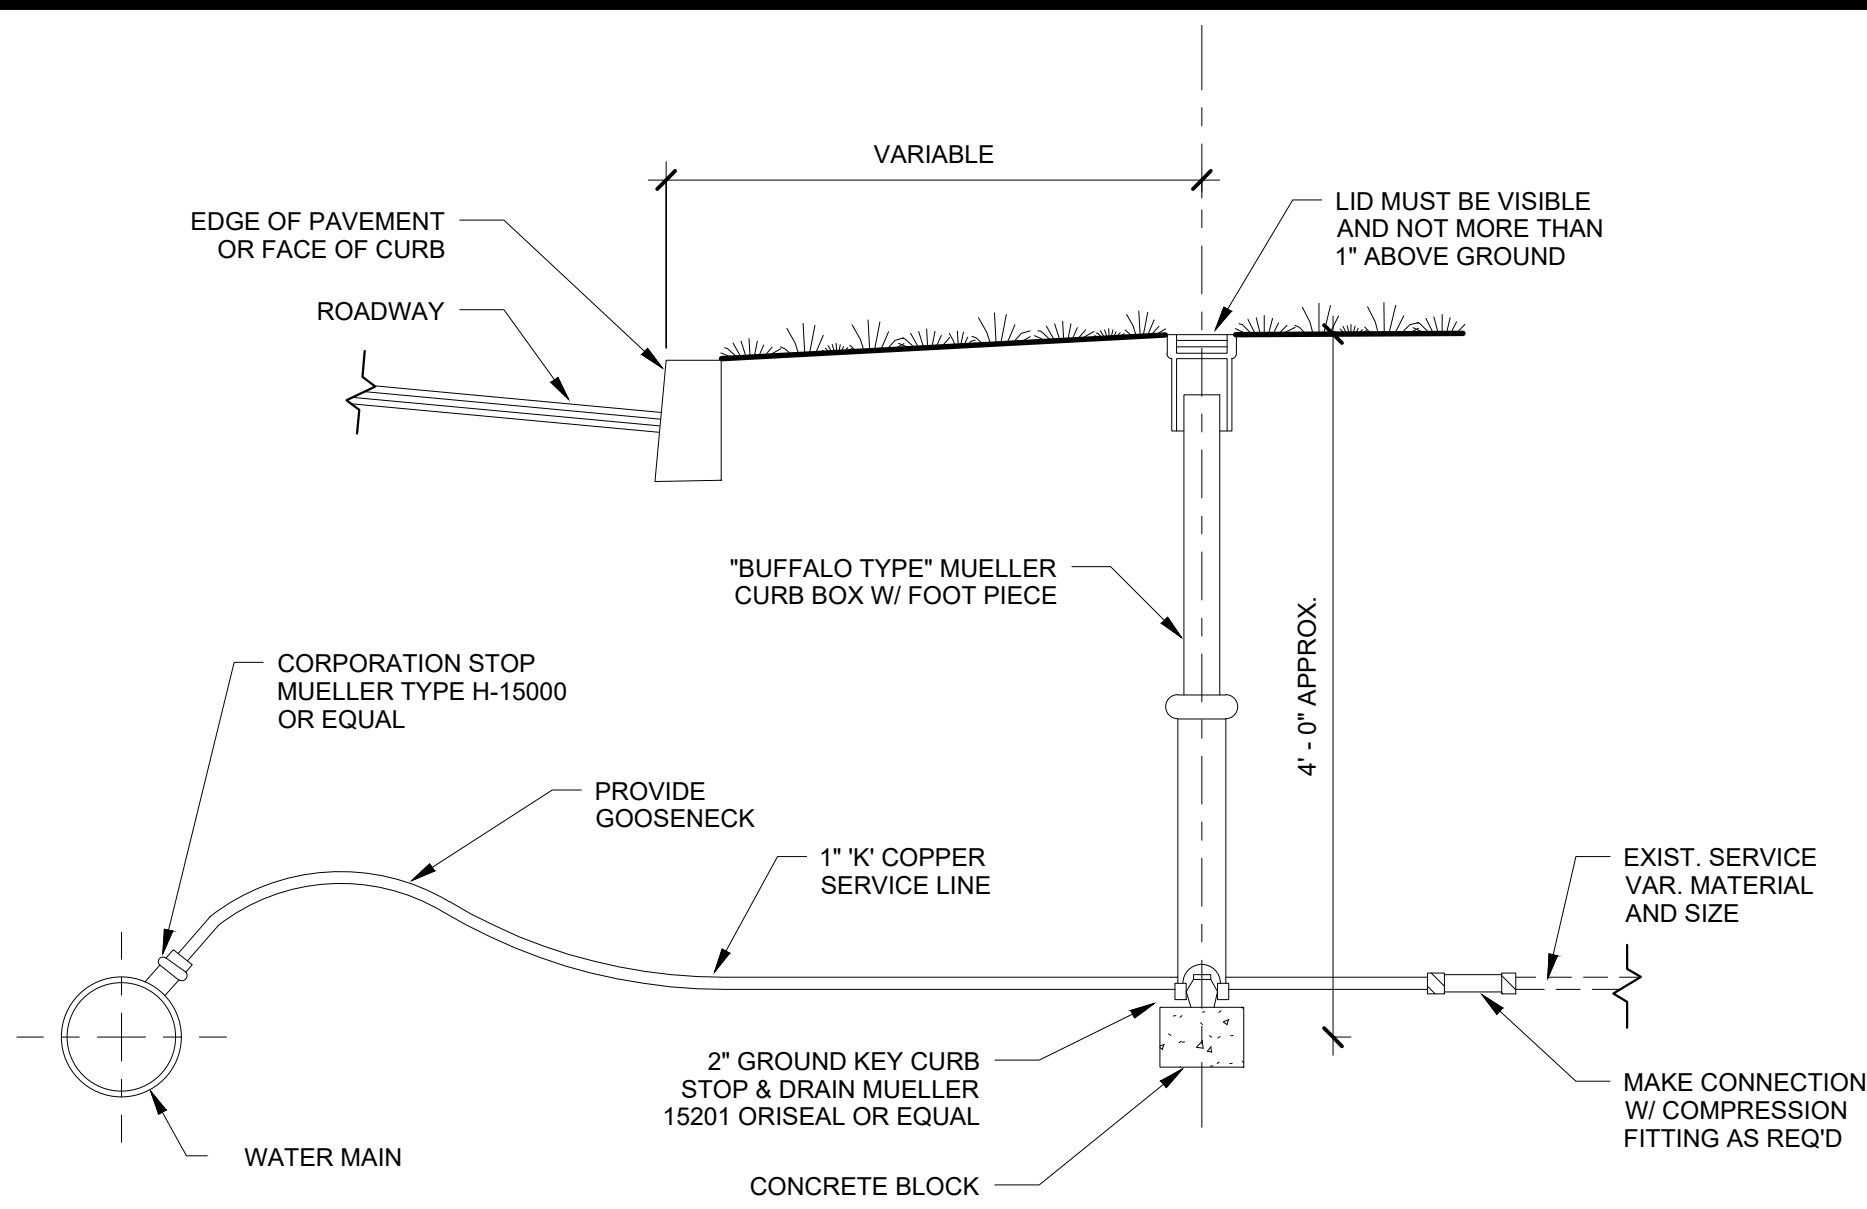 VARIABLE
EDGE OF PAVEMENT
OR FACE OF CURB
LID MUST BE VISIBLE
AND NOT MORE THAN
1" ABOVE GROUND
ROADWAY
"BUFFALO TYPE" MUELLER
CURB BOX W/ FOOT PIECE
4' - 0" APPROX.
CORPORATION STOP
MUELLER TYPE H-15000
OR EQUAL
PROVIDE
GOOSENECK
1" 'K' COPPER
SERVICE LINE
EXIST. SERVICE
VAR. MATERIAL
AND SIZE
2" GROUND KEY CURB
STOP & DRAIN MUELLER
15201 ORISEAL OR EQUAL
MAKE CONNECTION
W/ COMPRESSION
FITTING AS REQ'D
WATER MAIN
CONCRETE BLOCK